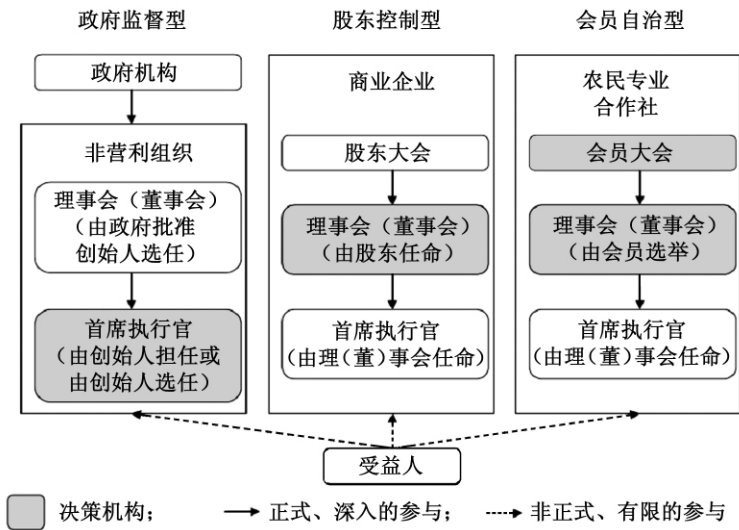 政府监督型
股东控制型
会员自治型
政府机构
非营利组织
理事会（董事会）
（由政府批准
创始人选任）
首席执行官
（由创始人担任或
由创始人选任）
商业企业
股东大会
理事会（董事会）
（由股东任命）
首席执行官
（由理（董）事会任命）
农民专业
合作社
会员大会
理事会（董事会）
（由会员选举）
首席执行官
（由理（董）事会任命）
受益人
决策机构；
正式、深入的参与；
非正式、有限的参与